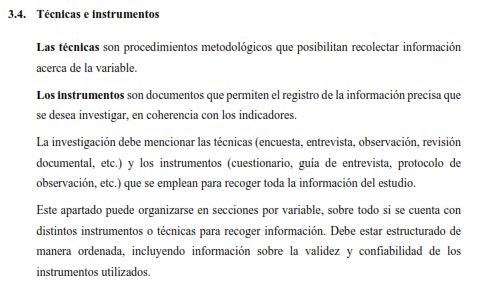 3.4. Técnicas e instrumentos
Las técnicas son procedimientos metodológicos que posibilitan recolectar información
acerca de la variable.
Los instrumentos son documentos que permiten el registro de la información precisa que
se desea investigar, en coherencia con los indicadores.
La investigación debe mencionar las técnicas (encuesta, entrevista, observación, revisión
documental, etc.) y los instrumentos (cuestionario, guía de entrevista, protocolo de
observación, etc.) que se emplean para recoger toda la información del estudio.
Este apartado puede organizarse en secciones por variable, sobre todo si se cuenta con
distintos instrumentos o técnicas para recoger información. Debe estar estructurado de
manera ordenada, incluyendo información sobre la validez y confiabilidad de los
instrumentos utilizados.